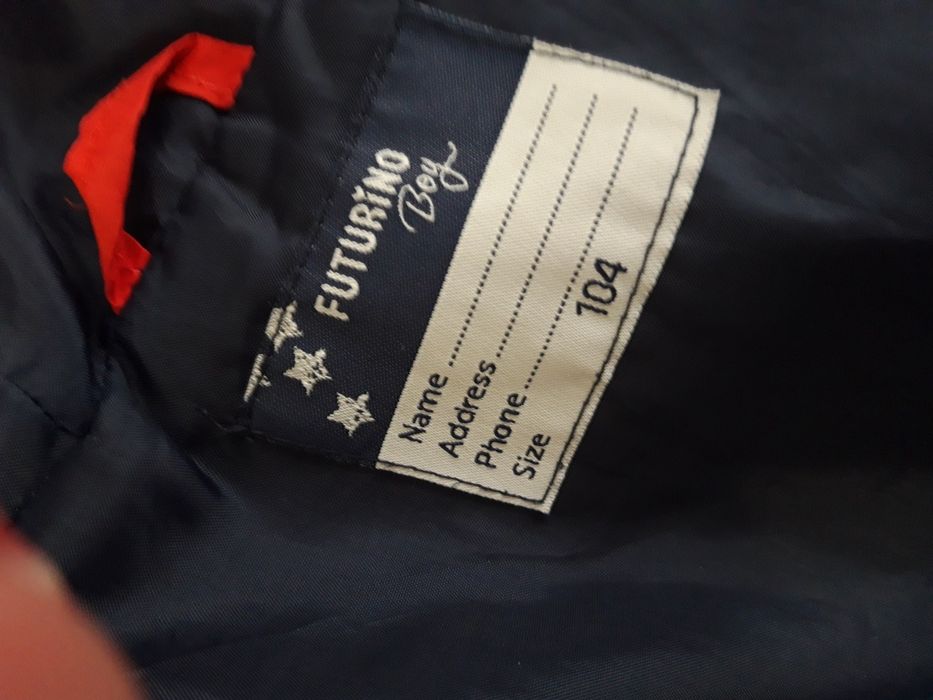 FUTURINO
Boy
Name ........................................
Address ........................................
Phone ........................................
Size 104